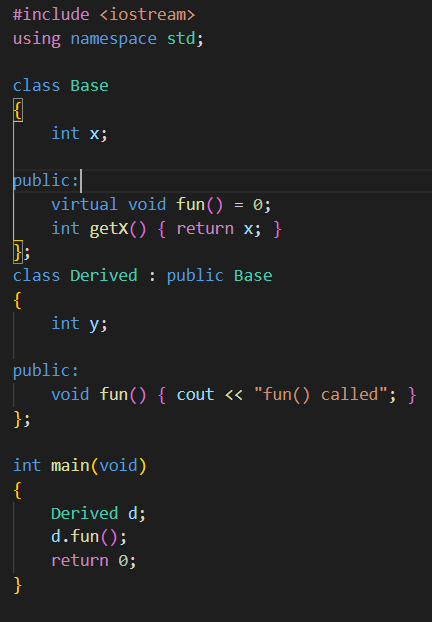 #include <iostream>
using namespace std;
class Base
{
    int x;
public:
    virtual void fun() = 0;
    int getX() { return x; }
};
class Derived : public Base
{
    int y;
public:
    void fun() { cout << "fun() called"; }
};
int main(void)
{
    Derived d;
    d.fun();
    return 0;
}